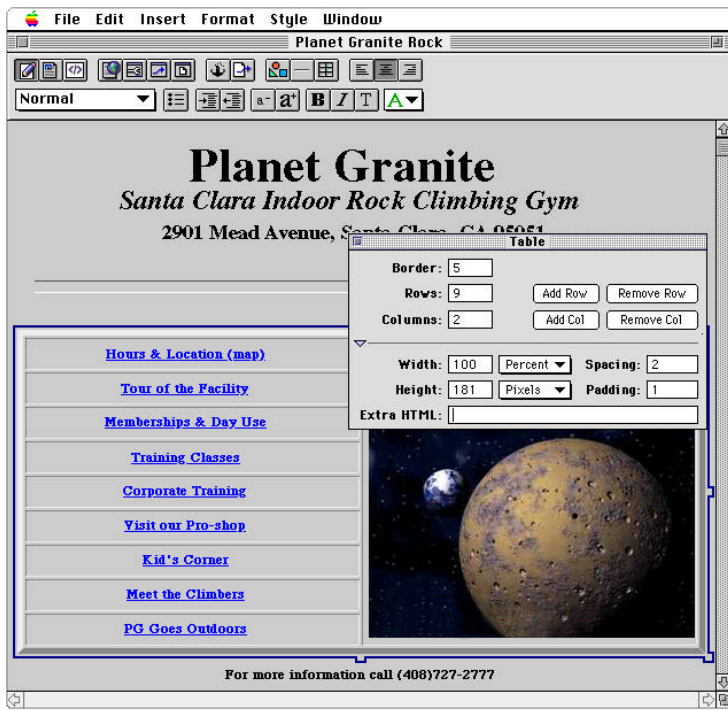 File Edit Insert Format Style Window
Planet Granite Rock
Normal a- a+ B I T A
Planet Granite
Santa Clara Indoor Rock Climbing Gym
2901 Mead Avenue, Santa Clara, CA 95051
Table
Border: 5
Rows: 9 Add Row Remove Row
Columns: 2 Add Col Remove Col
Width: 100 Percent Spacing: 2
Height: 181 Pixels Padding: 1
Extra HTML:
Hours & Location (map)
Tour of the Facility
Memberships & Day Use
Training Classes
Corporate Training
Visit our Pro-shop
Kid's Corner
Meet the Climbers
PG Goes Outdoors
For more information call (408)727-2777